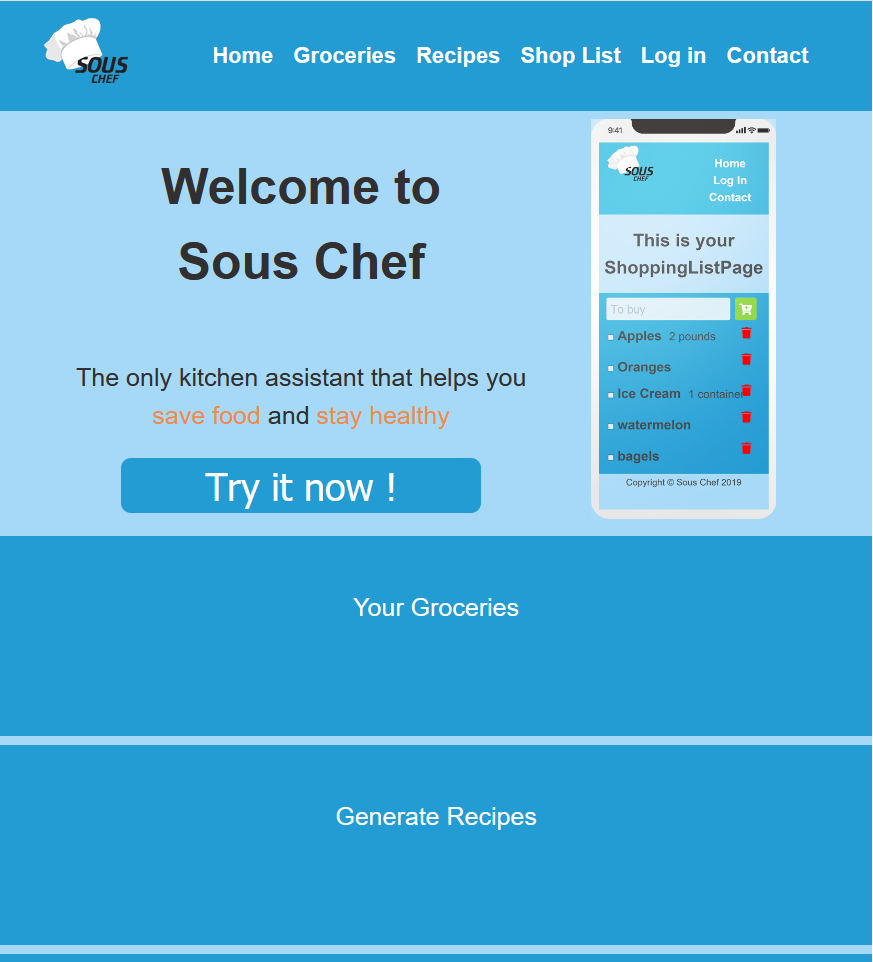 SOUS
CHEF
Home Groceries Recipes Shop List Log in Contact
Welcome to
Sous Chef
The only kitchen assistant that helps you
save food and stay healthy
Try it now !
9:41
SOUS
CHEF
Home
Log In
Contact
This is your
ShoppingListPage
To buy
Apples 2 pounds
Oranges
Ice Cream 1 container
watermelon
bagels
Copyright © Sous Chef 2019
Your Groceries
Generate Recipes